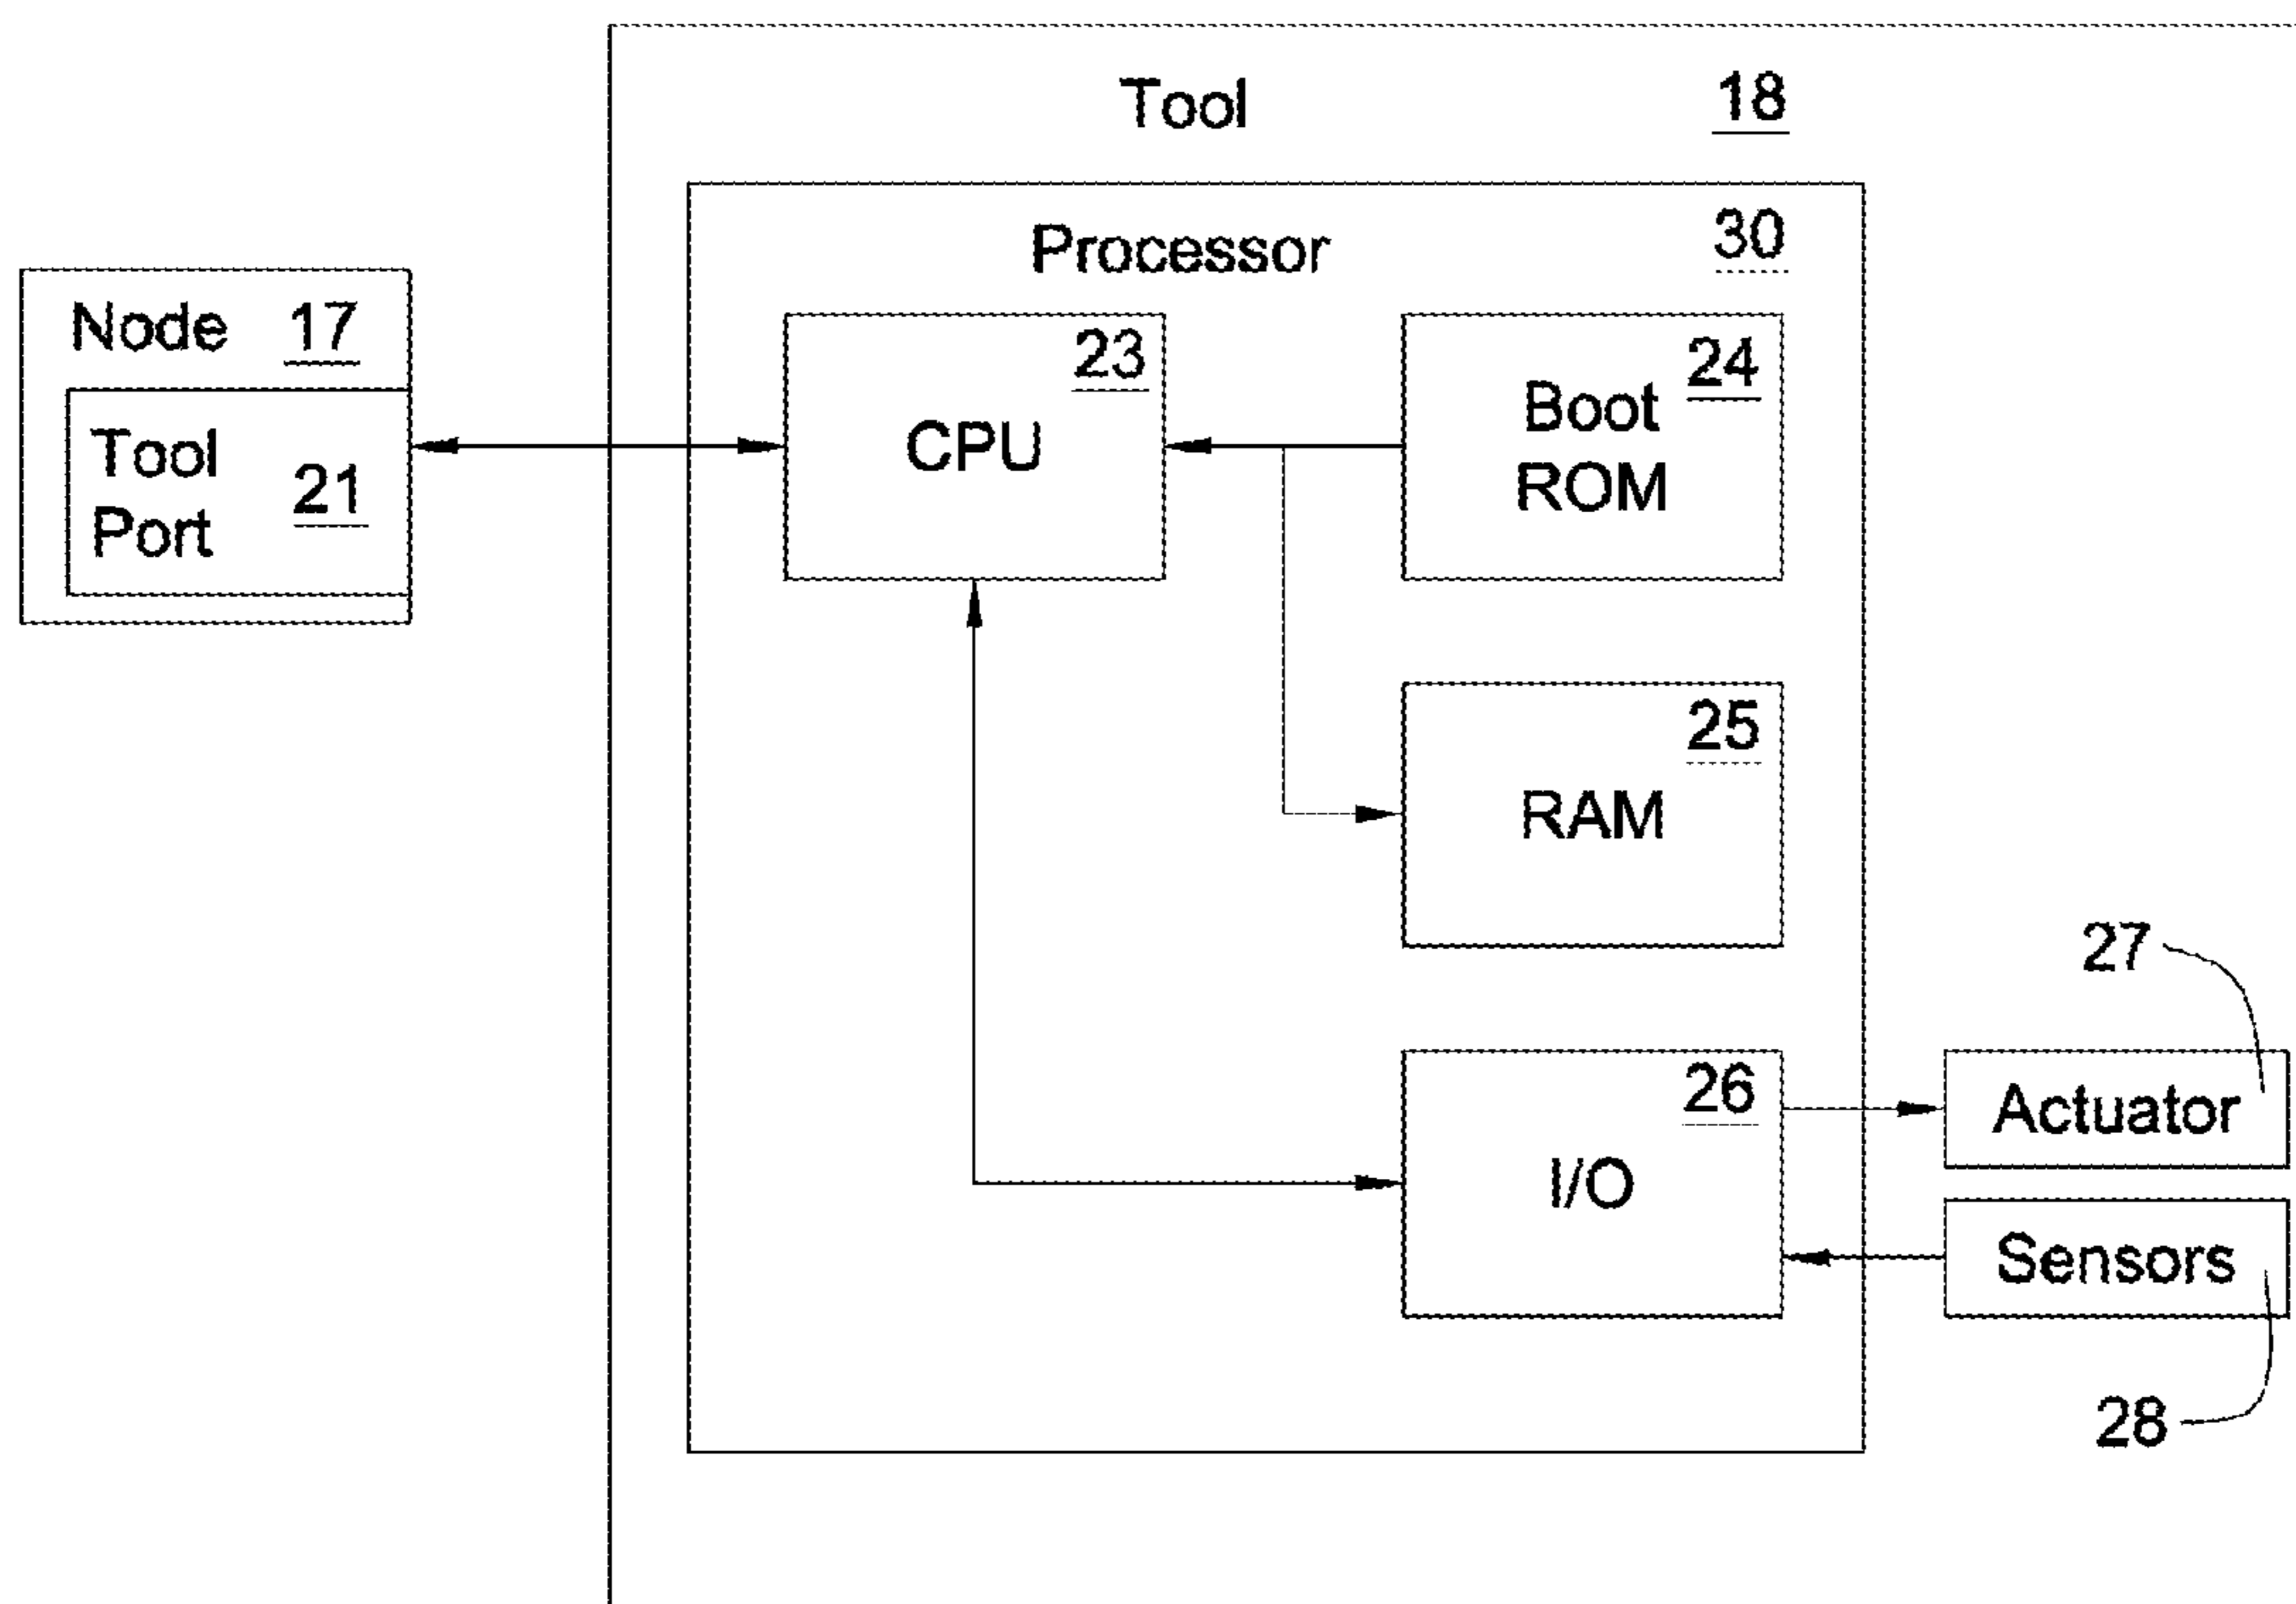 Tool 18
Processor 30
Node 17
Tool
Port 21
23
CPU
24
Boot
ROM
25
RAM
27
26
I/O
Actuator
Sensors
28